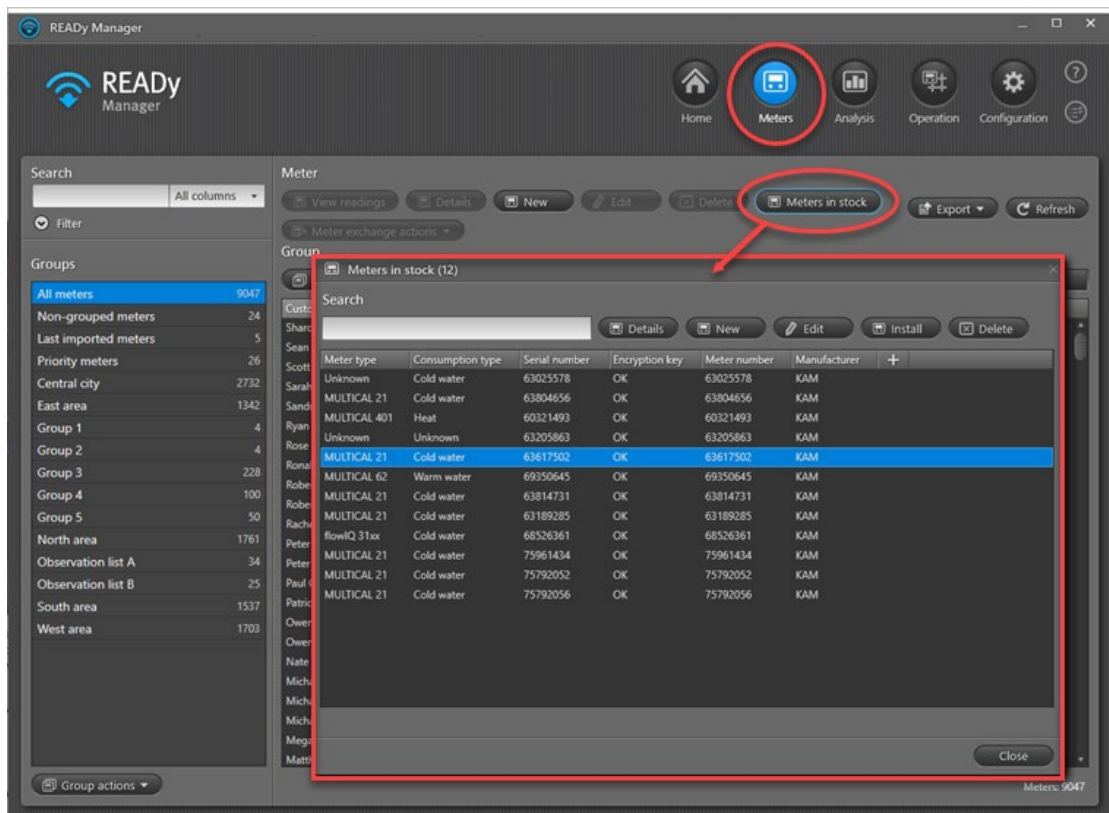 READy Manager
READy
Manager
Home
Meters
Analysis
Operation
Configuration
Search
All columns
Filter
Groups
All meters 9047
Non-grouped meters 24
Last imported meters 5
Priority meters 26
Central city 2732
East area 1342
Group 1 4
Group 2 4
Group 3 228
Group 4 100
Group 5 50
North area 1761
Observation list A 34
Observation list B 25
South area 1537
West area 1703
Group actions
Meter
View readings
Details
New
Edit
Delete
Meters in stock
Export
Refresh
Meter exchange actions
Group
Sean
Scott
Ryan
Rose
Peter
Peter
Paul
Nate
Meters in stock (12)
Search
Details
New
Edit
Install
Delete
Meter type Consumption type Serial number Encryption key Meter number Manufacturer +
Unknown Cold water 63025578 OK 63025578 KAM
MULTICAL 21 Cold water 63804656 OK 63804656 KAM
MULTICAL 401 Heat 60321493 OK 60321493 KAM
Unknown Unknown 63205863 OK 63205863 KAM
MULTICAL 21 Cold water 63617502 OK 63617502 KAM
MULTICAL 62 Warm water 69350645 OK 69350645 KAM
MULTICAL 21 Cold water 63814731 OK 63814731 KAM
MULTICAL 21 Cold water 63189285 OK 63189285 KAM
flowIQ 31xx Cold water 68526361 OK 68526361 KAM
MULTICAL 21 Cold water 75961434 OK 75961434 KAM
MULTICAL 21 Cold water 75792052 OK 75792052 KAM
MULTICAL 21 Cold water 75792056 OK 75792056 KAM
Close
Meters: 9047